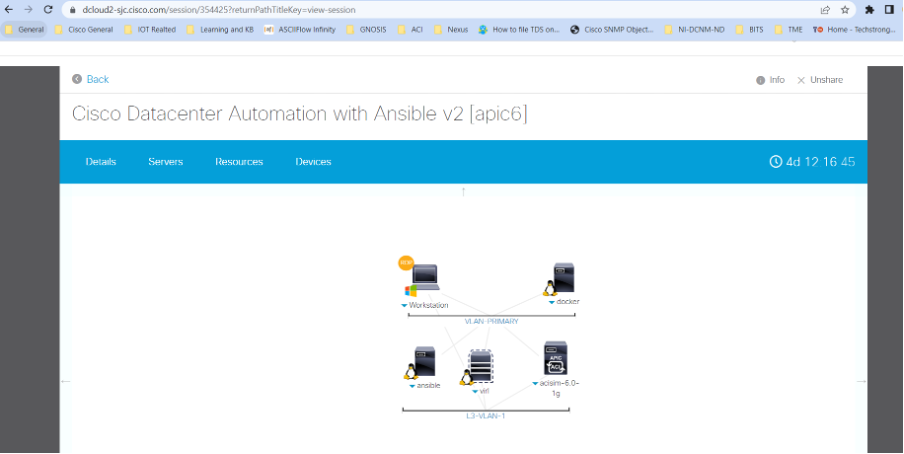 dcloud2-sjc.cisco.com/session/354425?returnPathTitleKey=view-session
General Cisco General IOT Realted Learning and KB ASCIIFlow Infinity GNOSIS ACI Nexus How to file TDS on... Cisco SNMP Object... NI-DCNM-ND BITS TME Home - Techstrong...
Back Info Unshare
Cisco Datacenter Automation with Ansible v2 [apic6]
Details Servers Resources Devices 4d 12 16 45
Workstation docker
VLAN-PRIMARY
APIC
ACI
ansible virl acisim-6.0-
1g
L3-VLAN-1